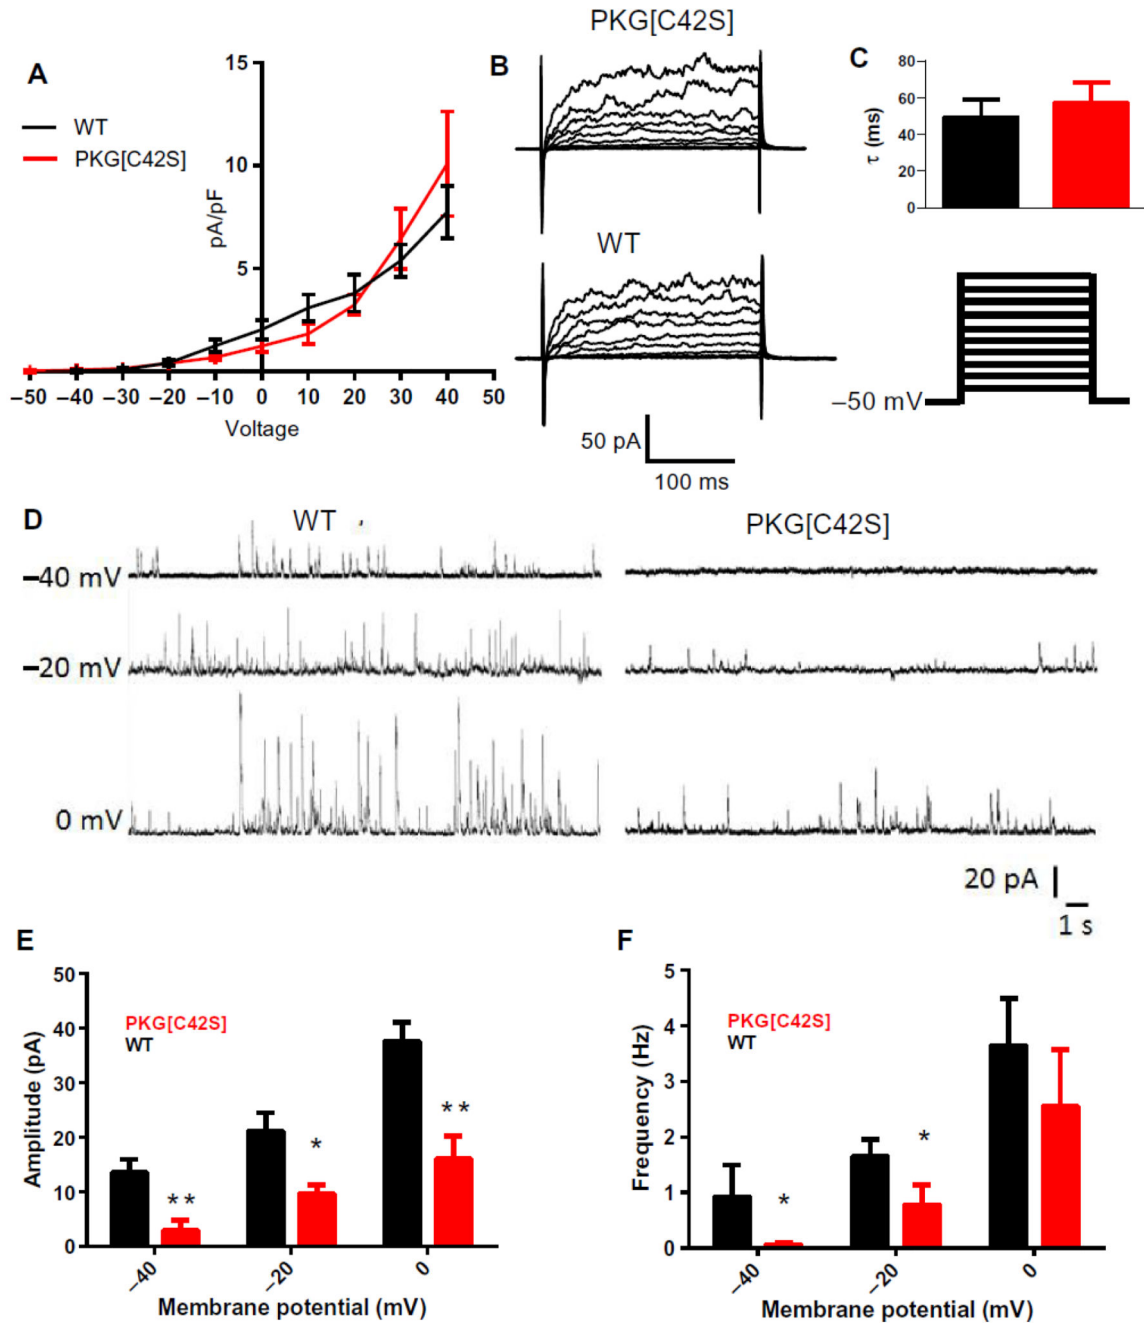 PKG[C42S]
A
B
C
WT
PKG[C42S]
15
10
5
pA/pF
−50 −40 −30 −20 −10 0 10 20 30 40 50
Voltage
WT
50 pA
100 ms
80
60
40
20
0
τ (ms)
−50 mV
D
WT
PKG[C42S]
−40 mV
−20 mV
0 mV
20 pA
1 s
E
50
40
30
20
10
0
Amplitude (pA)
PKG[C42S]
WT
**
*
**
−40
−20
0
Membrane potential (mV)
F
5
4
3
2
1
0
Frequency (Hz)
PKG[C42S]
WT
*
*
−40
−20
0
Membrane potential (mV)